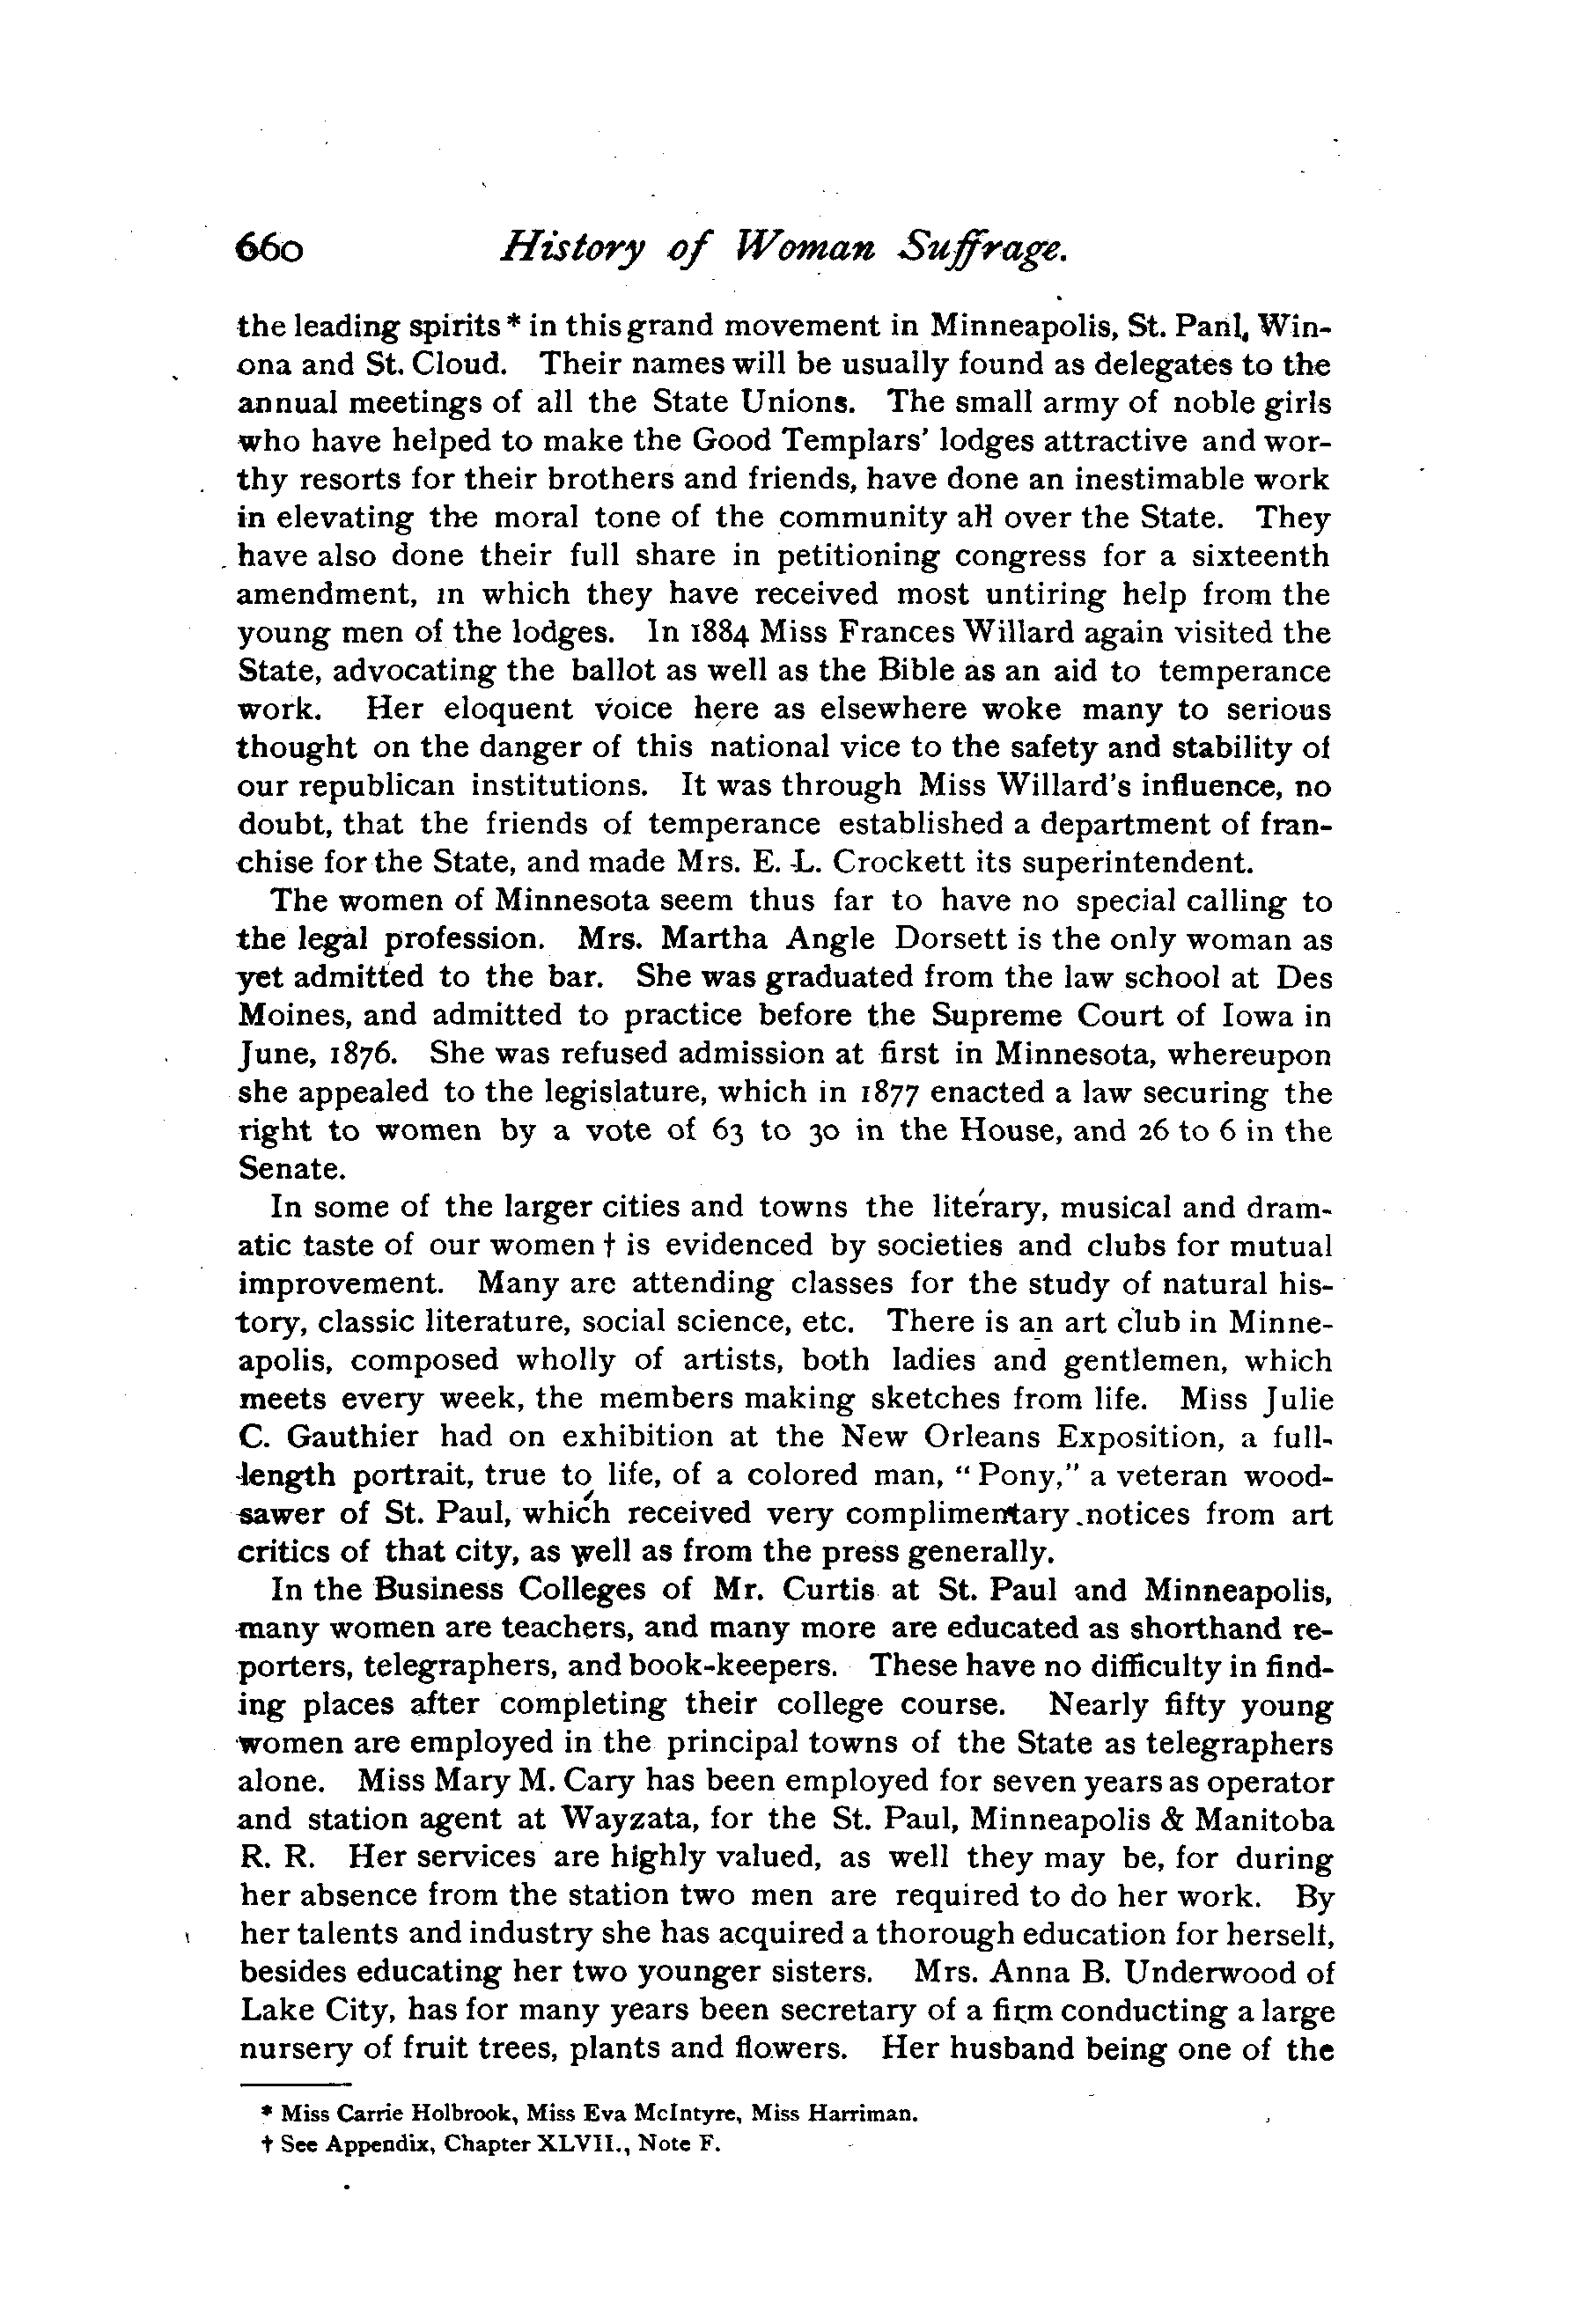 660 History of Woman Suffrage.
the leading spirits * in this grand movement in Minneapolis, St. Paul, Win-
ona and St. Cloud. Their names will be usually found as delegates to the
annual meetings of all the State Unions. The small army of noble girls
who have helped to make the Good Templars' lodges attractive and wor-
thy resorts for their brothers and friends, have done an inestimable work
in elevating the moral tone of the community all over the State. They
have also done their full share in petitioning congress for a sixteenth
amendment, in which they have received most untiring help from the
young men of the lodges. In 1884 Miss Frances Willard again visited the
State, advocating the ballot as well as the Bible as an aid to temperance
work. Her eloquent voice here as elsewhere woke many to serious
thought on the danger of this national vice to the safety and stability of
our republican institutions. It was through Miss Willard's influence, no
doubt, that the friends of temperance established a department of fran-
chise for the State, and made Mrs. E. L. Crockett its superintendent.
The women of Minnesota seem thus far to have no special calling to
the legal profession. Mrs. Martha Angle Dorsett is the only woman as
yet admitted to the bar. She was graduated from the law school at Des
Moines, and admitted to practice before the Supreme Court of Iowa in
June, 1876. She was refused admission at first in Minnesota, whereupon
she appealed to the legislature, which in 1877 enacted a law securing the
right to women by a vote of 63 to 30 in the House, and 26 to 6 in the
Senate.
In some of the larger cities and towns the literary, musical and dram-
atic taste of our women † is evidenced by societies and clubs for mutual
improvement. Many are attending classes for the study of natural his-
tory, classic literature, social science, etc. There is an art club in Minne-
apolis, composed wholly of artists, both ladies and gentlemen, which
meets every week, the members making sketches from life. Miss Julie
C. Gauthier had on exhibition at the New Orleans Exposition, a full-
length portrait, true to life, of a colored man, "Pony," a veteran wood-
sawer of St. Paul, which received very complimentary notices from art
critics of that city, as well as from the press generally.
In the Business Colleges of Mr. Curtis at St. Paul and Minneapolis,
many women are teachers, and many more are educated as shorthand re-
porters, telegraphers, and book-keepers. These have no difficulty in find-
ing places after completing their college course. Nearly fifty young
women are employed in the principal towns of the State as telegraphers
alone. Miss Mary M. Cary has been employed for seven years as operator
and station agent at Wayzata, for the St. Paul, Minneapolis & Manitoba
R. R. Her services are highly valued, as well they may be, for during
her absence from the station two men are required to do her work. By
her talents and industry she has acquired a thorough education for herself,
besides educating her two younger sisters. Mrs. Anna B. Underwood of
Lake City, has for many years been secretary of a firm conducting a large
nursery of fruit trees, plants and flowers. Her husband being one of the
* Miss Carrie Holbrook, Miss Eva McIntyre, Miss Harriman.
† See Appendix, Chapter XLVII., Note F.